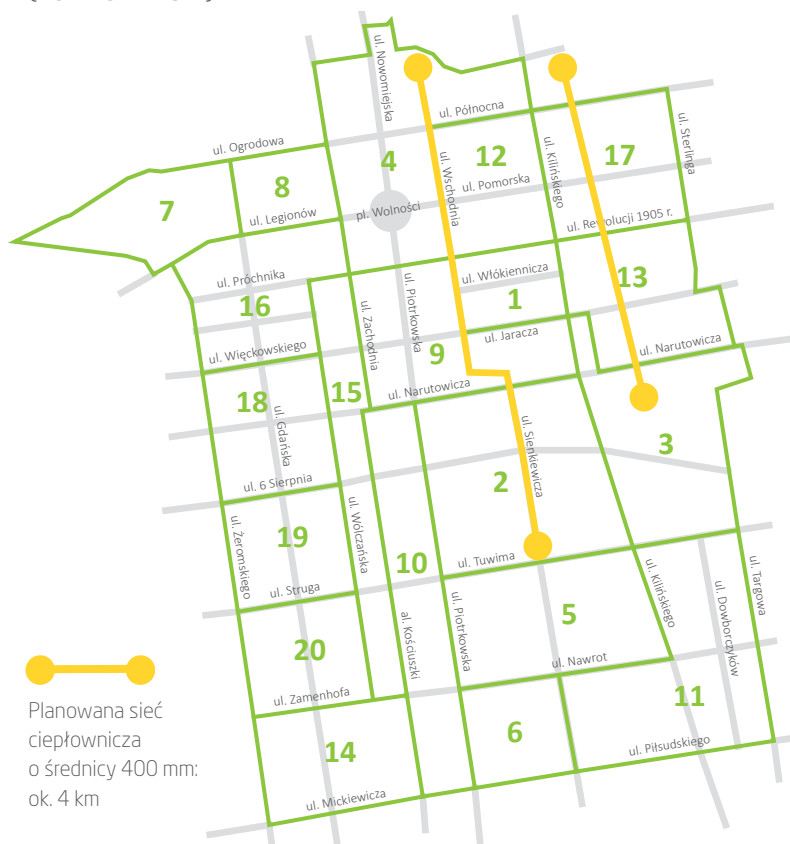 ul. Nowomiejska
ul. Północna
ul. Ogrodowa
4
12
ul. Kilińskiego
17
ul. Sterlinga
8
ul. Wschodnia
ul. Pomorska
7
ul. Legionów
pl. Wolności
ul. Rewolucji 1905 r.
ul. Próchnika
ul. Włókiennicza
13
16
ul. Zachodnia
ul. Piotrkowska
1
ul. Więckowskiego
9
ul. Jaracza
ul. Narutowicza
18
15
ul. Narutowicza
ul. Gdańska
3
ul. Sienkiewicza
2
ul. 6 Sierpnia
ul. Żeromskiego
19
ul. Wólczańska
10
ul. Tuwima
ul. Struga
ul. Kilińskiego
ul. Targowa
ul. Dowborczyków
20
al. Kościuszki
ul. Piotrkowska
5
ul. Nawrot
ul. Zamenhofa
11
14
6
ul. Piłsudskiego
ul. Mickiewicza
Planowana sieć
ciepłownicza
o średnicy 400 mm:
ok. 4 km